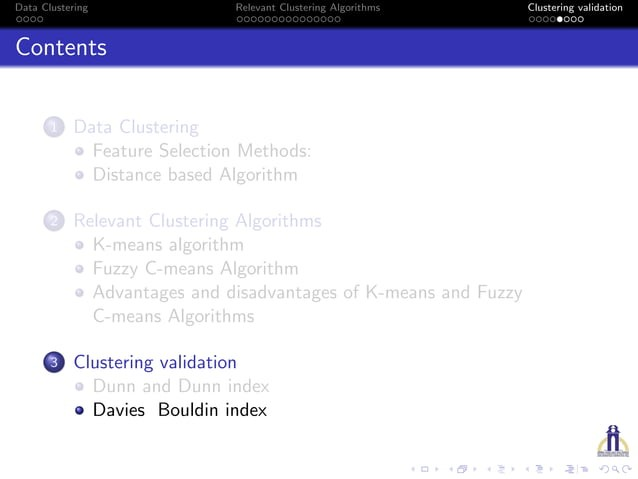 Data Clustering
Relevant Clustering Algorithms
Clustering validation
Contents
1 Data Clustering
Feature Selection Methods:
Distance based Algorithm
2 Relevant Clustering Algorithms
K-means algorithm
Fuzzy C-means Algorithm
Advantages and disadvantages of K-means and Fuzzy
C-means Algorithms
3 Clustering validation
Dunn and Dunn index
Davies Bouldin index